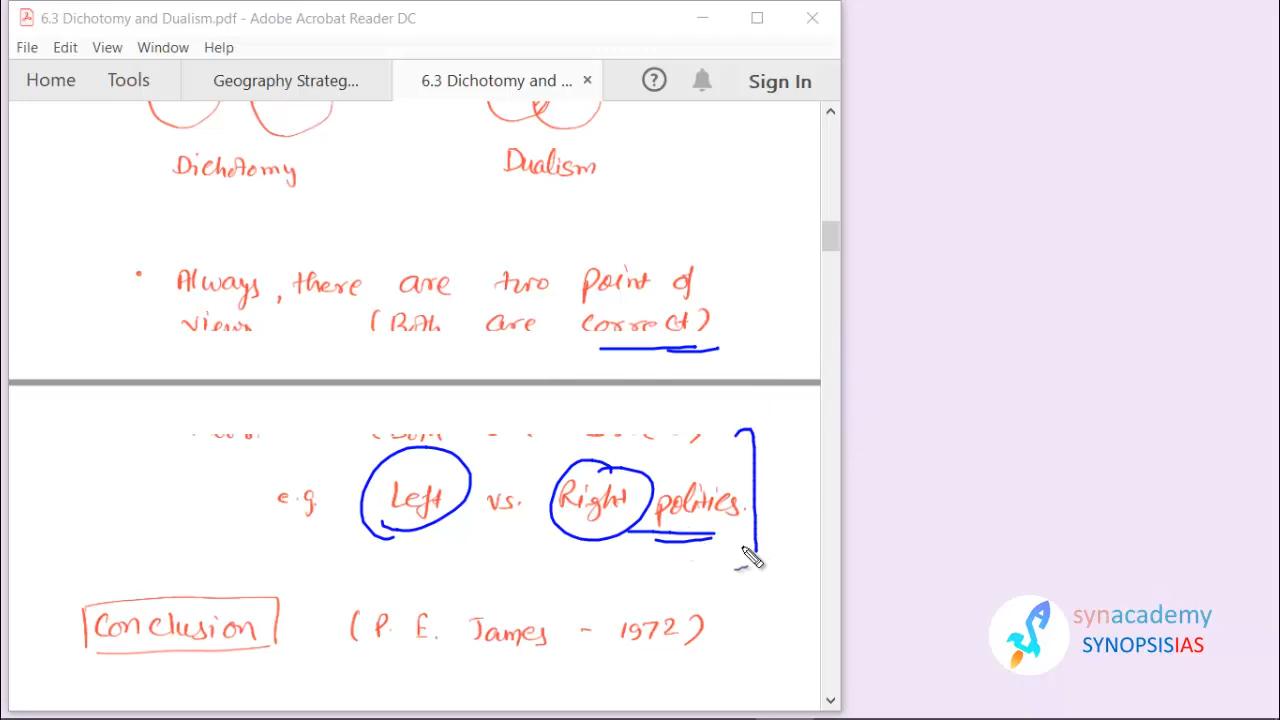 6.3 Dichotomy and Dualism.pdf - Adobe Acrobat Reader DC
File Edit View Window Help
Home Tools Geography Strateg... 6.3 Dichotomy and ... × Sign In
Dichotomy Dualism
• Always, there are two point of
views (Both are correct)
e.g. Left vs. Right politics.
Conclusion (P. E. James - 1972)
synacademy
SYNOPSISIAS